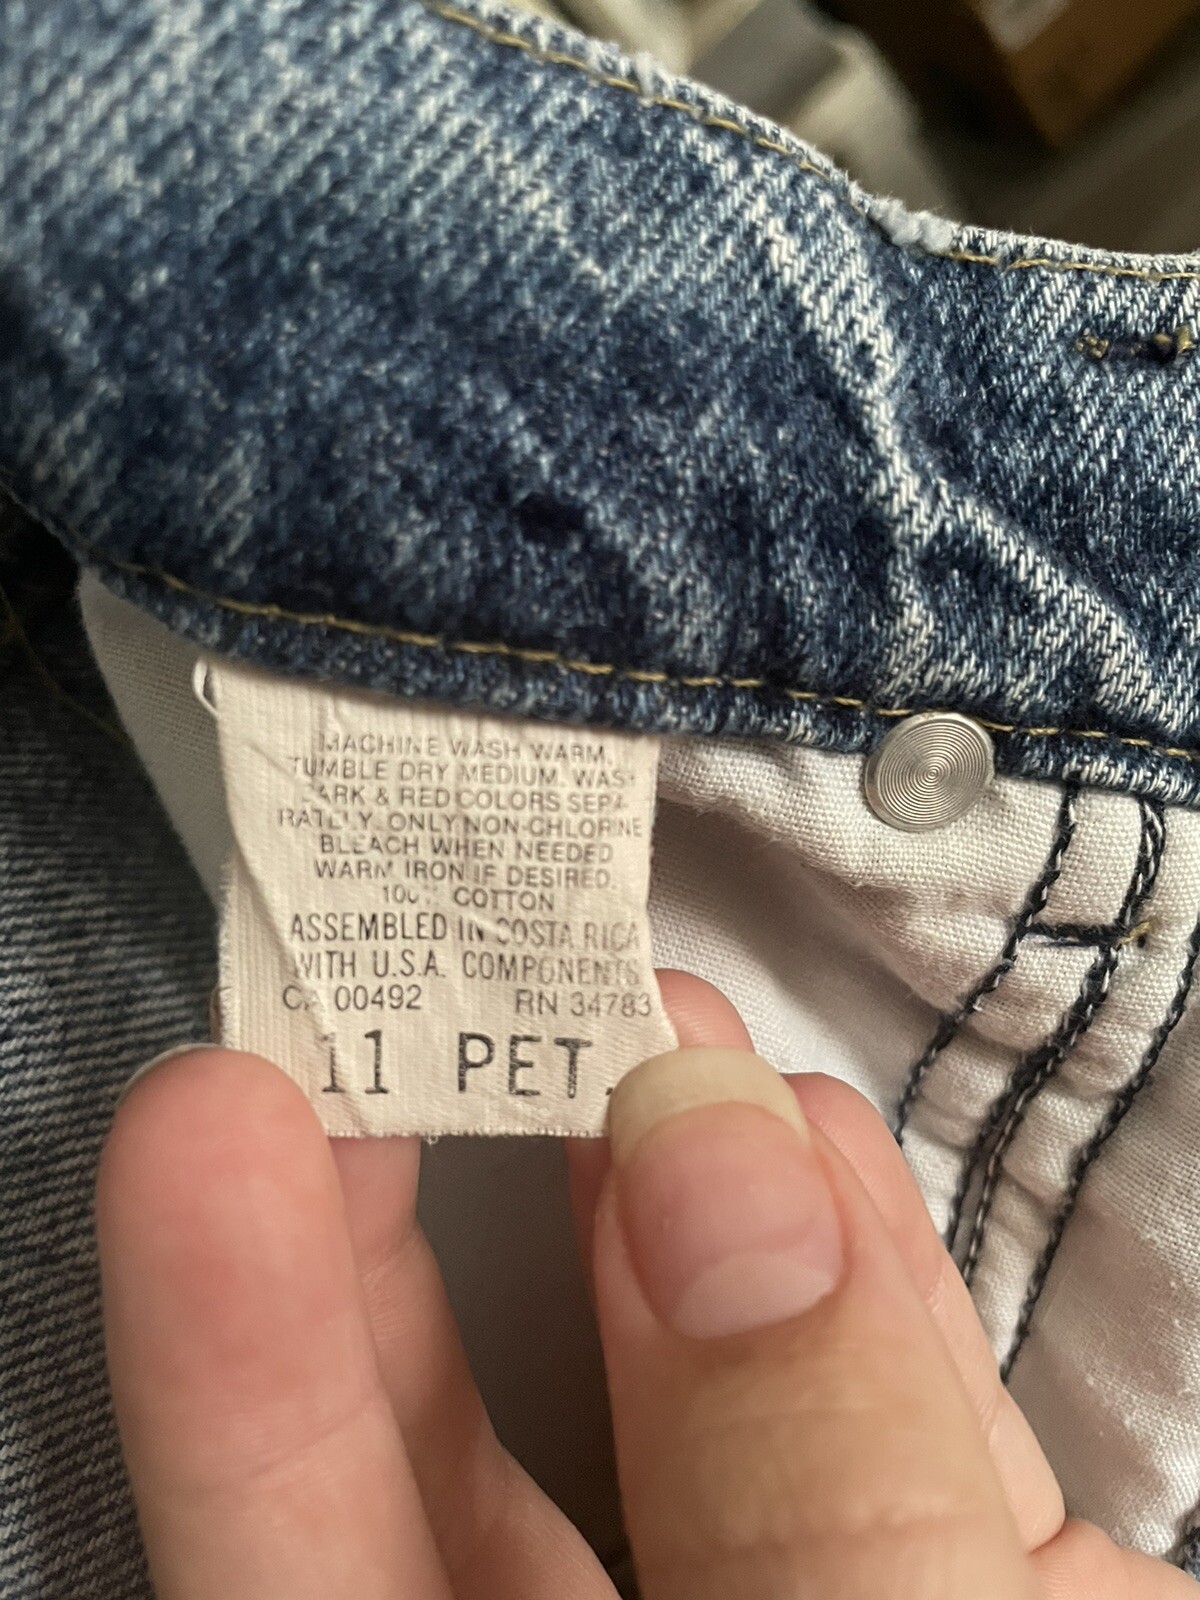 MACHINE WASH WARM,
TUMBLE DRY MEDIUM. WASH
DARK & RED COLORS SEPA-
RATELY. ONLY NON-CHLORINE
BLEACH WHEN NEEDED
WARM IRON IF DESIRED.
100% COTTON
ASSEMBLED IN COSTA RICA
WITH U.S.A. COMPONENTS
CA 00492 RN 34783
11 PET.